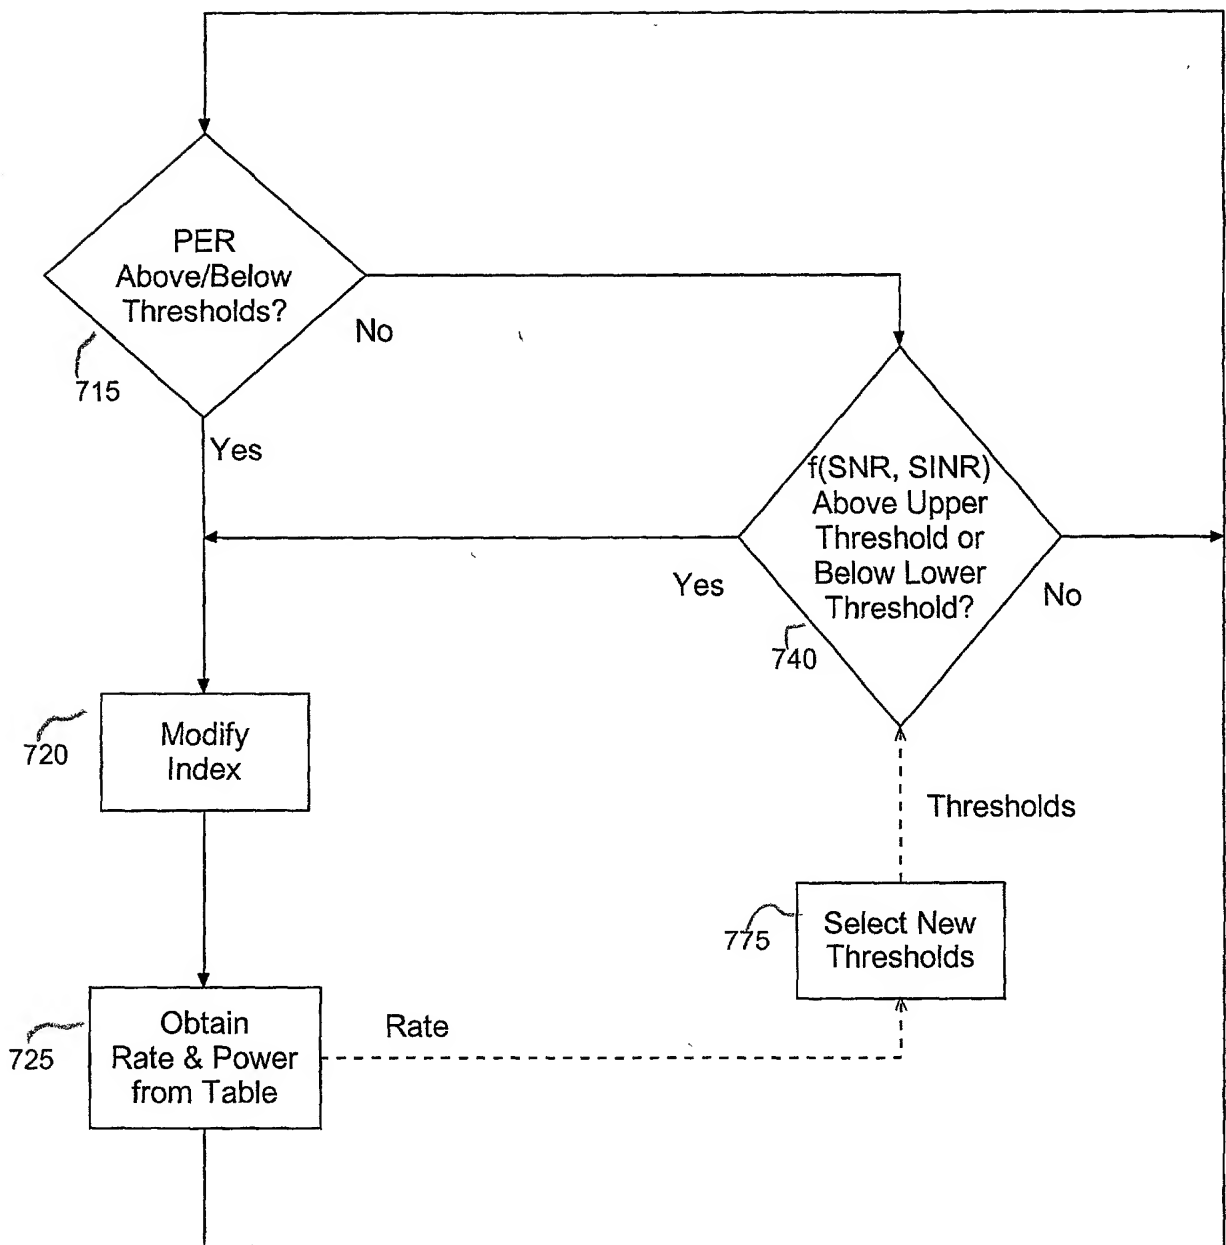 PER
Above/Below
Thresholds?
No
715
Yes
f(SNR, SINR)
Above Upper
Threshold or
Below Lower
Threshold?
Yes
No
740
720
Modify
Index
Thresholds
775
Select New
Thresholds
725
Obtain
Rate & Power
from Table
Rate